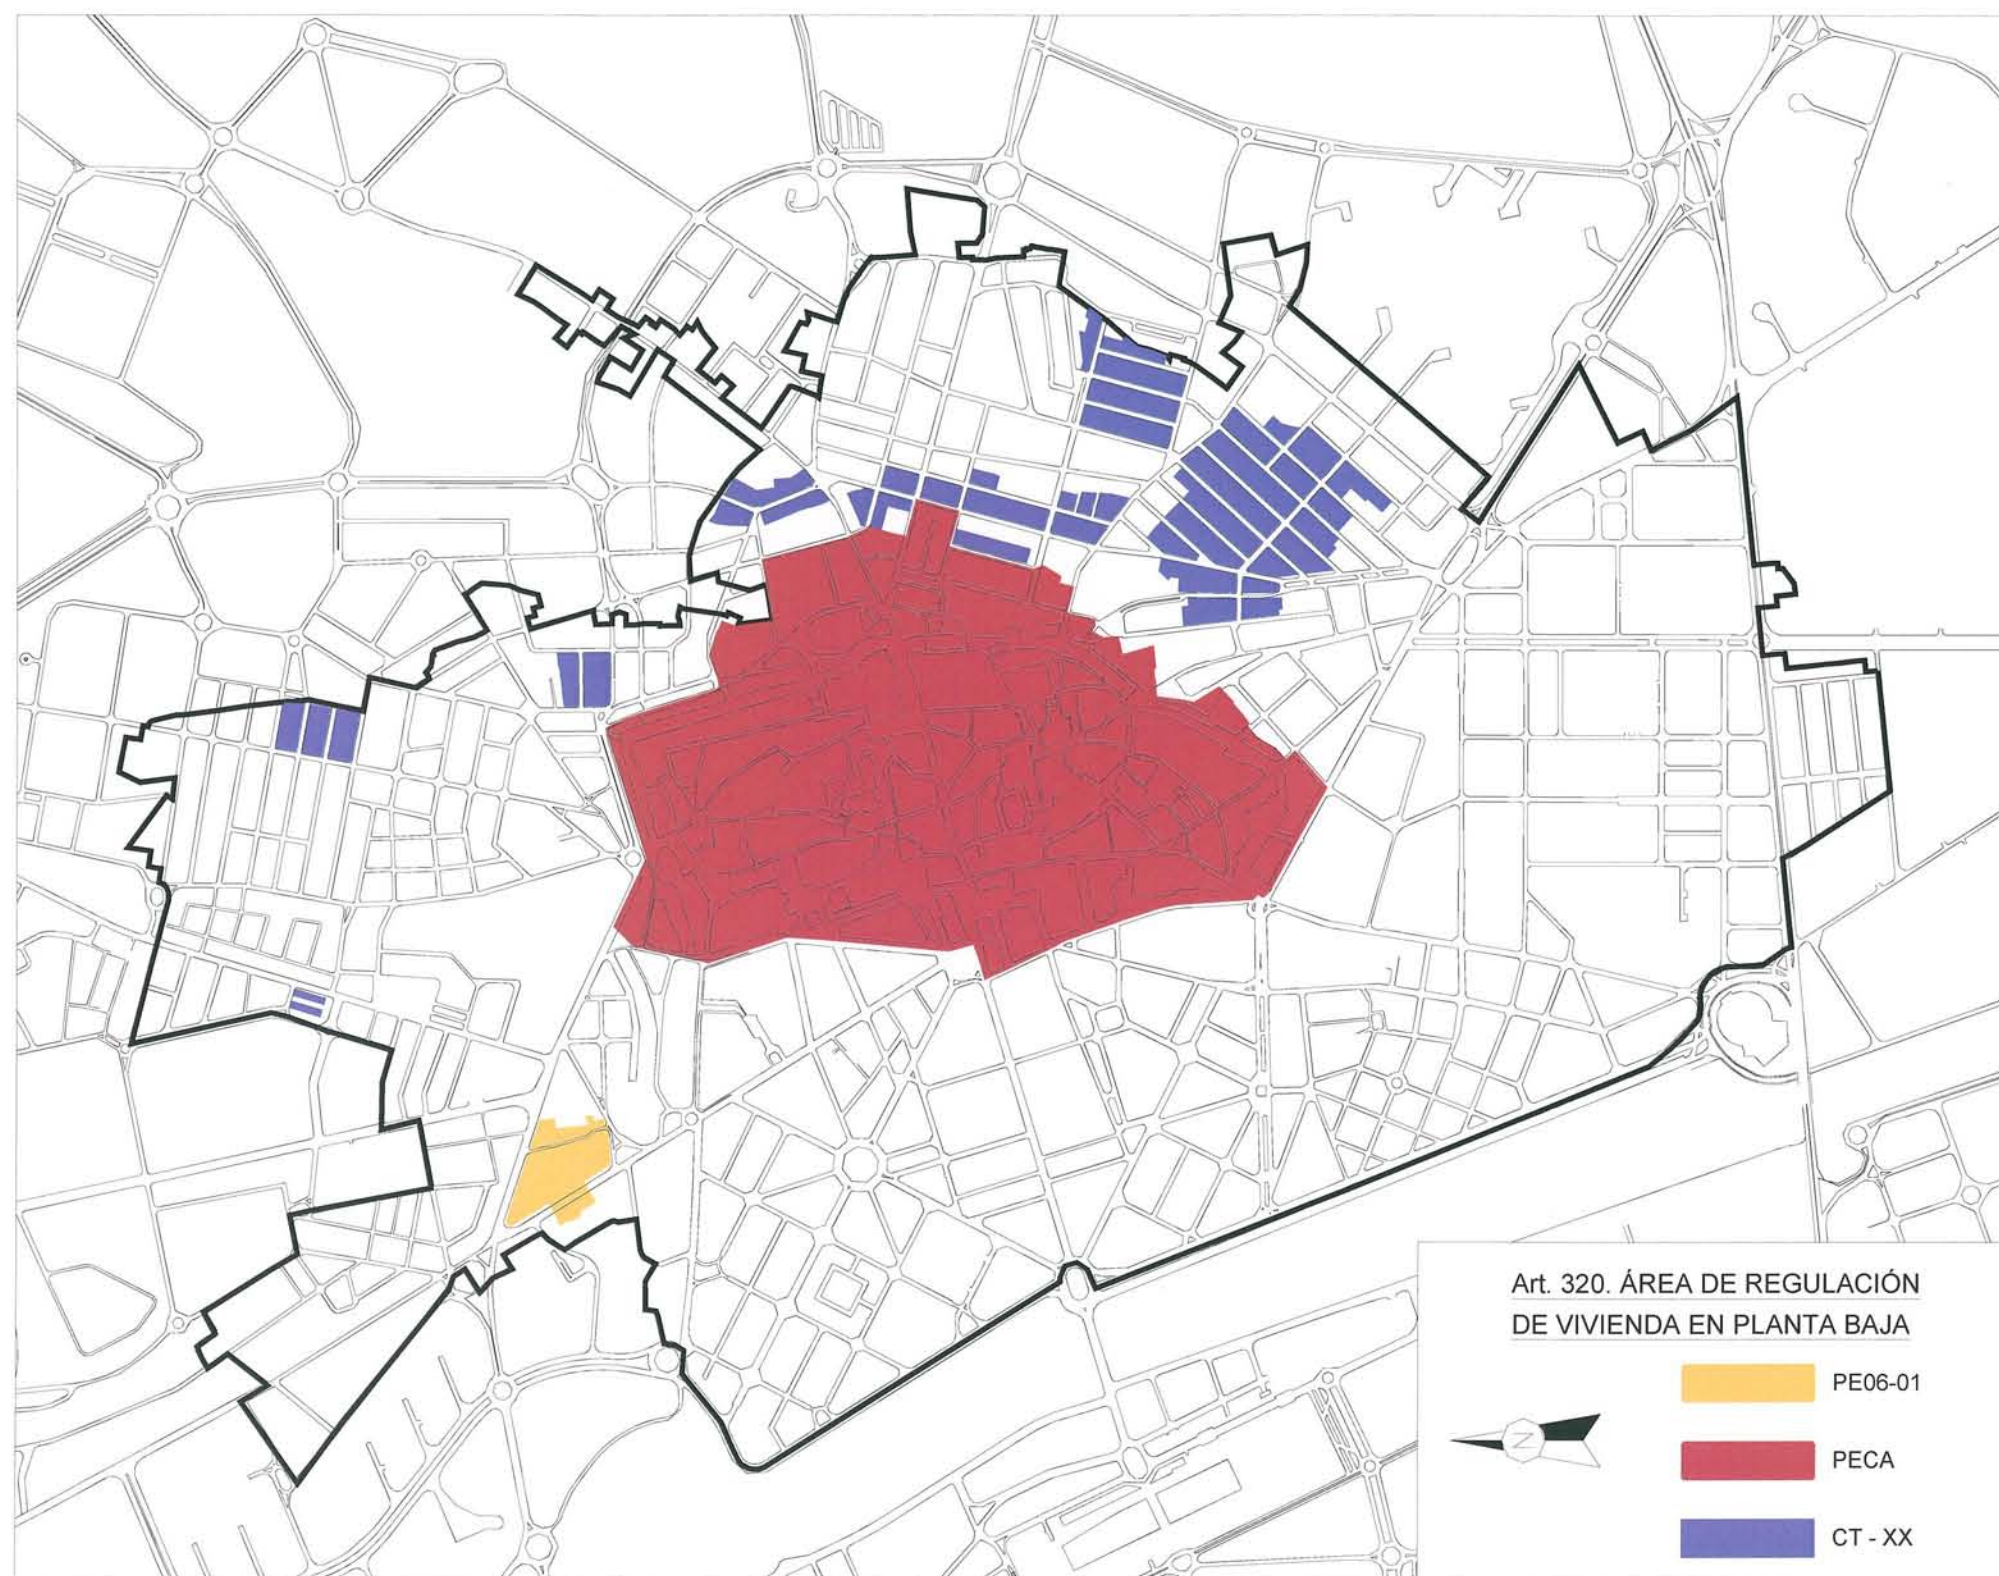 Art. 320. ÁREA DE REGULACIÓN
DE VIVIENDA EN PLANTA BAJA
PE06-01
N
PECA
CT - XX